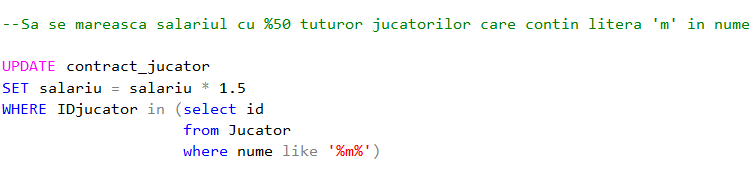 --Sa se mareasca salariul cu %50 tuturor jucatorilor care contin litera 'm' in nume
UPDATE contract_jucator
SET salariu = salariu * 1.5
WHERE IDjucator in (select id
from Jucator
where nume like '%m%')